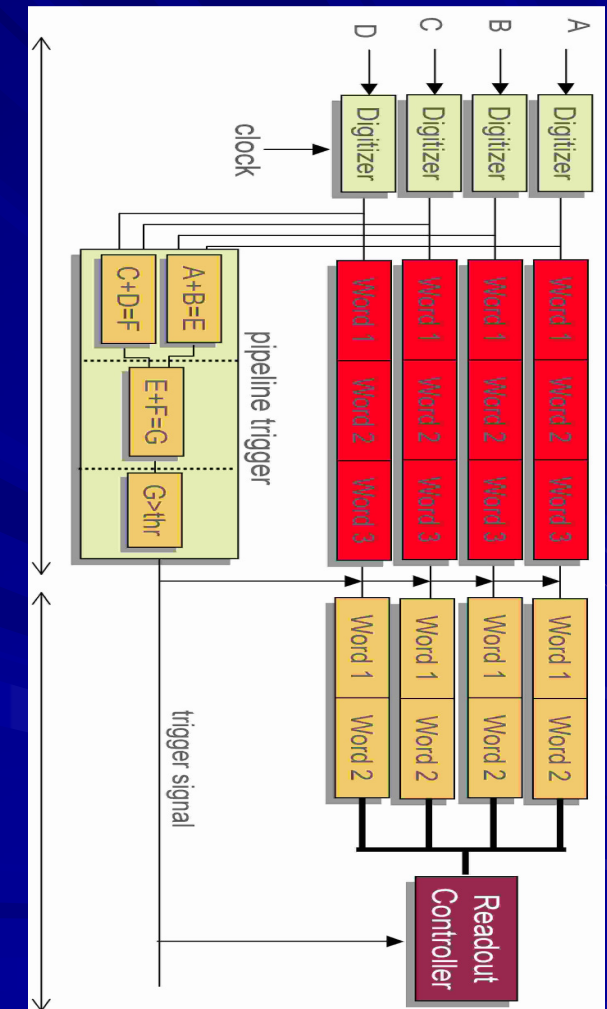 A
Digitizer
Word 1
Word 2
Word 3
Word 1
Word 2
B
Digitizer
Word 1
Word 2
Word 3
Word 1
Word 2
Readout
Controller
C
Digitizer
Word 1
Word 2
Word 3
Word 1
Word 2
D
Digitizer
Word 1
Word 2
Word 3
Word 1
Word 2
clock
pipeline trigger
A+B=E
C+D=F
E+F=G
G>thr
trigger signal